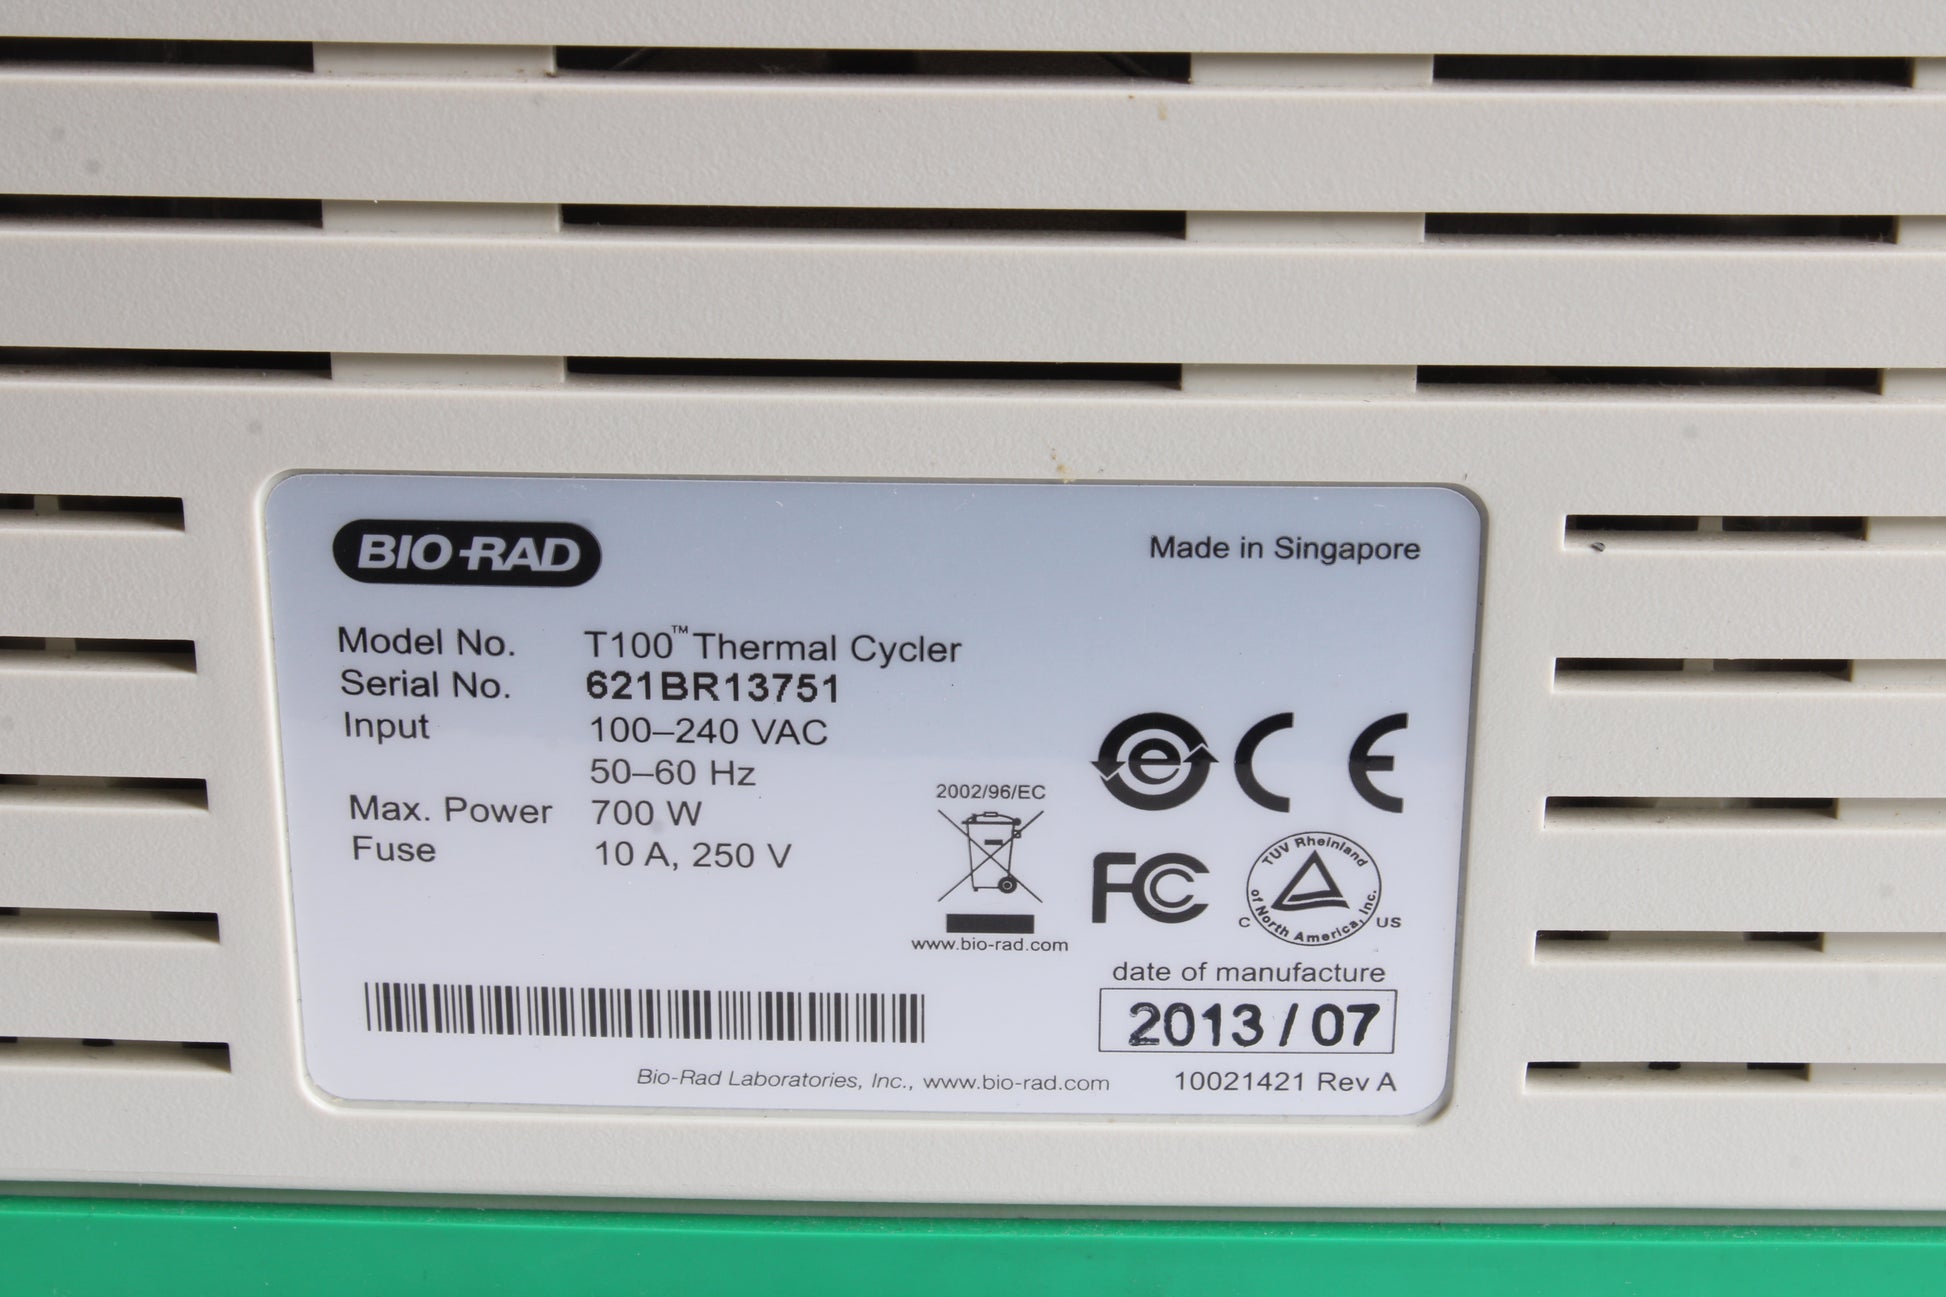 BIO-RAD
Made in Singapore
Model No. T100™ Thermal Cycler
Serial No. 621BR13751
Input 100–240 VAC
50–60 Hz
Max. Power 700 W
Fuse 10 A, 250 V
2002/96/EC
www.bio-rad.com
e
CE
FC
TUV Rheinland
of North America, Inc.
C US
date of manufacture
2013 / 07
Bio-Rad Laboratories, Inc., www.bio-rad.com
10021421 Rev A